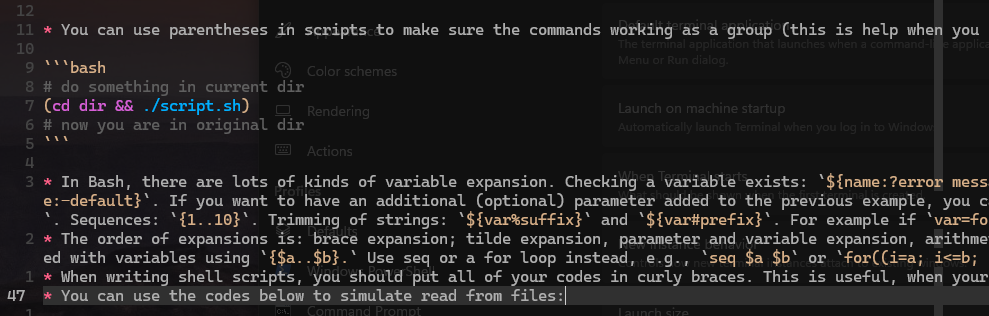 12
11 * You can use parentheses in scripts to make sure the commands working as a group (this is help when you
10
9 ```bash
8 # do something in current dir
7 (cd dir && ./script.sh)
6 # now you are in original dir
5 ```
4
3 * In Bash, there are lots of kinds of variable expansion. Checking a variable exists: `${name:?error mess
e:-default}`. If you want to have an additional (optional) parameter added to the previous example, you ca
`. Sequences: `{1..10}`. Trimming of strings: `${var%suffix}` and `${var#prefix}`. For example if `var=fo
2 * The order of expansions is: brace expansion; tilde expansion, parameter and variable expansion, arithme
ed with variables using `{$a..$b}.` Use seq or a for loop instead, e.g., `seq $a $b` or `for((i=a; i<=b;
1 * When writing shell scripts, you should put all of your codes in curly braces. This is useful, when your
47 * You can use the codes below to simulate read from files:
1
Color schemes
Rendering
Actions
Profiles
Defaults
Windows PowerShell
Command Prompt
Default terminal application
The terminal application that launches when a command-line applic
Menu or Run dialog.
Launch on machine startup
Automatically launch Terminal when you log in to Windows.
When Terminal starts
New instance behavior
Launch size